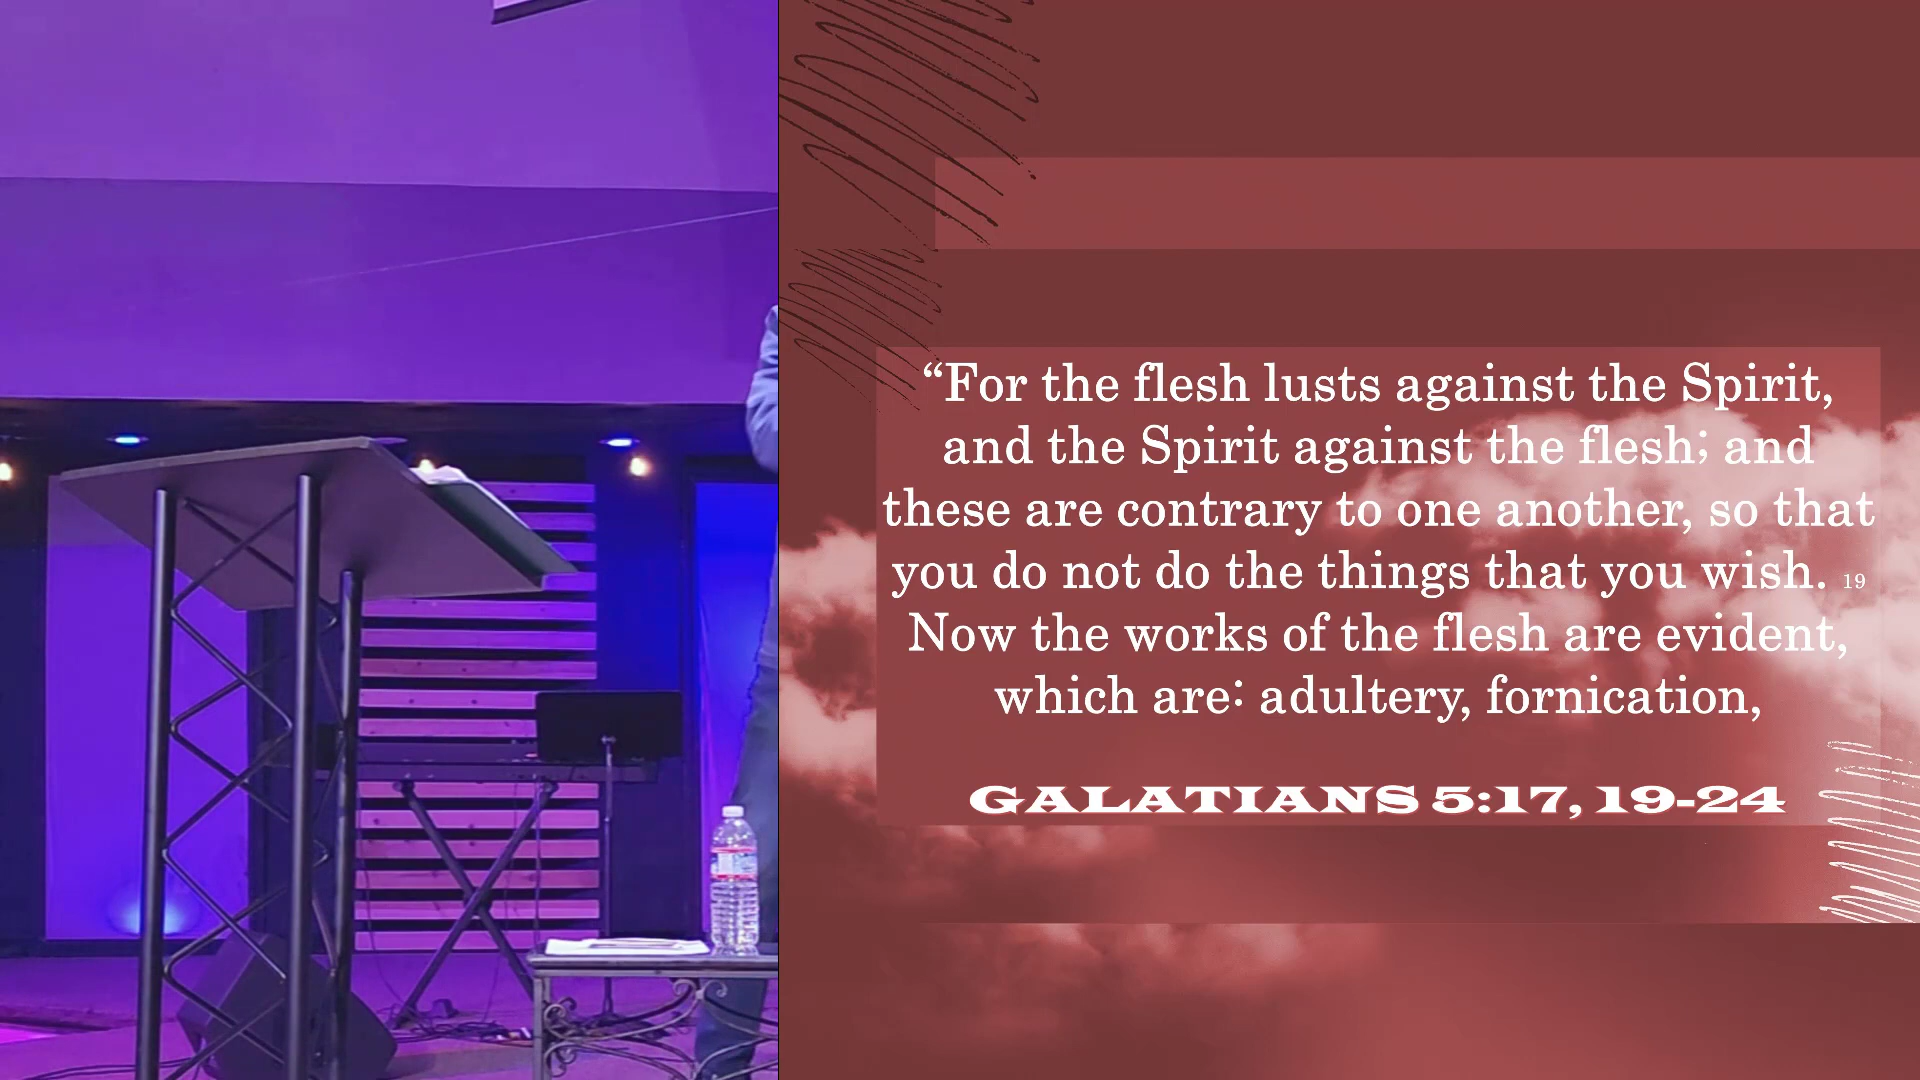 “For the flesh lusts against the Spirit,
and the Spirit against the flesh; and
these are contrary to one another, so that
you do not do the things that you wish. 19
Now the works of the flesh are evident,
which are: adultery, fornication,
GALATIANS 5:17, 19-24